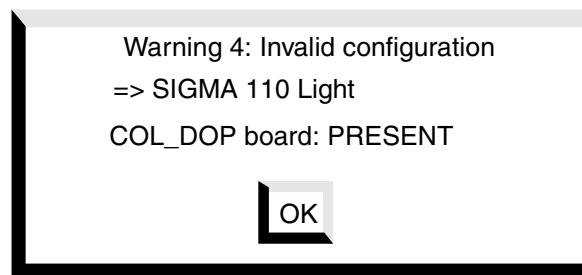 Warning 4: Invalid configuration
=> SIGMA 110 Light
COL_DOP board: PRESENT
OK